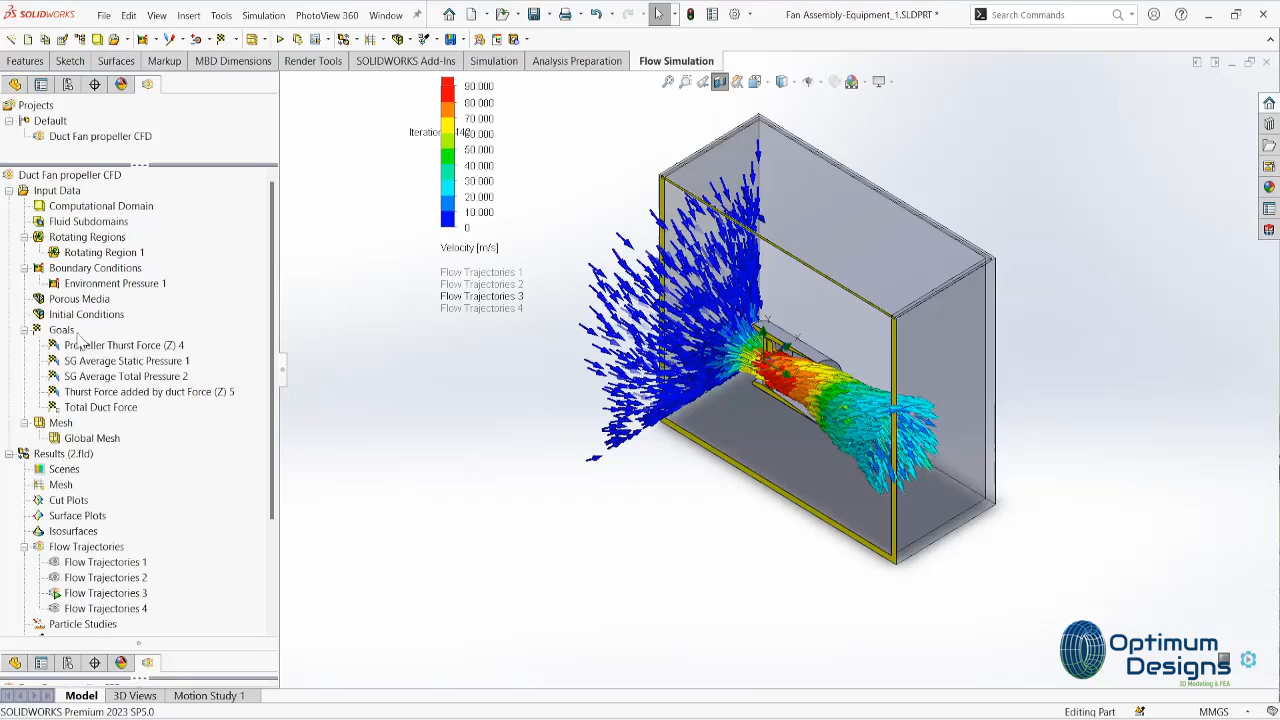 SOLIDWORKS
File Edit View Insert Tools Simulation PhotoView 360 Window
Fan Assembly-Equipment_1.SLDPRT *
Search Commands
Features Sketch Surfaces Markup MBD Dimensions Render Tools SOLIDWORKS Add-Ins Simulation Analysis Preparation Flow Simulation
Projects
Default
Duct Fan propeller CFD
Duct Fan propeller CFD
Input Data
Computational Domain
Fluid Subdomains
Rotating Regions
Rotating Region 1
Boundary Conditions
Environment Pressure 1
Porous Media
Initial Conditions
Goals
Propeller Thurst Force (Z) 4
SG Average Static Pressure 1
SG Average Total Pressure 2
Thurst Force added by duct Force (Z) 5
Total Duct Force
Mesh
Global Mesh
Results (2.fld)
Scenes
Mesh
Cut Plots
Surface Plots
Isosurfaces
Flow Trajectories
Flow Trajectories 1
Flow Trajectories 2
Flow Trajectories 3
Flow Trajectories 4
Particle Studies
90.000
80.000
70.000
60.000
50.000
40.000
30.000
20.000
10.000
0
Velocity [m/s]
Flow Trajectories 1
Flow Trajectories 2
Flow Trajectories 3
Flow Trajectories 4
Optimum
Designs
3D Modeling & FEA
Model 3D Views Motion Study 1
SOLIDWORKS Premium 2023 SP5.0
Editing Part
MMGS